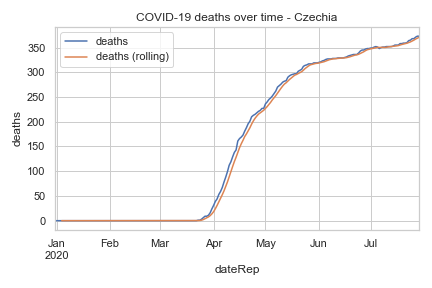 COVID-19 deaths over time - Czechia
deaths
deaths (rolling)
350
300
250
200
150
100
50
0
deaths
Jan Feb Mar Apr May Jun Jul
2020
dateRep